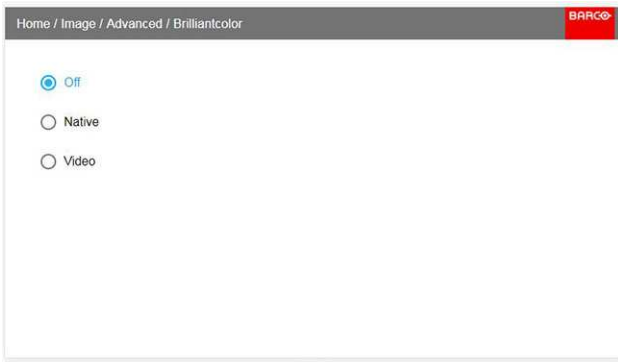 Home / Image / Advanced / Brilliantcolor
BARCO
Off
Native
Video